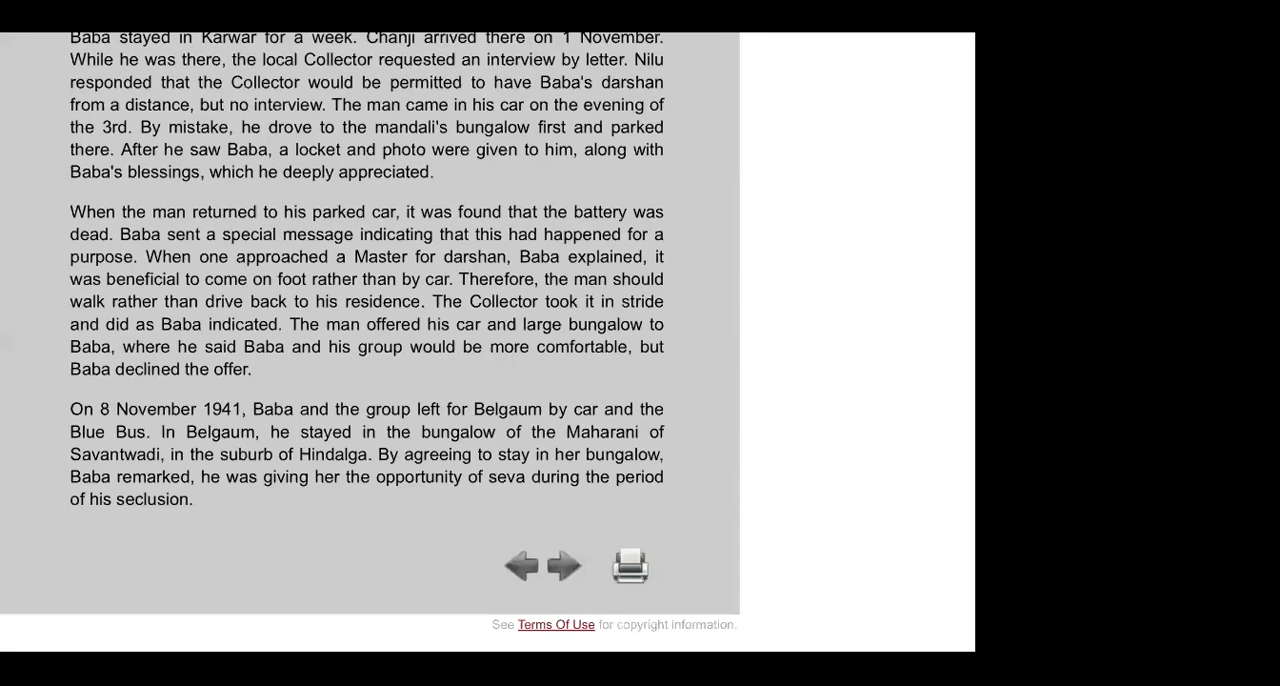 Baba stayed in Karwar for a week. Chanji arrived there on 1 November.
While he was there, the local Collector requested an interview by letter. Nilu
responded that the Collector would be permitted to have Baba's darshan
from a distance, but no interview. The man came in his car on the evening of
the 3rd. By mistake, he drove to the mandali's bungalow first and parked
there. After he saw Baba, a locket and photo were given to him, along with
Baba's blessings, which he deeply appreciated.
When the man returned to his parked car, it was found that the battery was
dead. Baba sent a special message indicating that this had happened for a
purpose. When one approached a Master for darshan, Baba explained, it
was beneficial to come on foot rather than by car. Therefore, the man should
walk rather than drive back to his residence. The Collector took it in stride
and did as Baba indicated. The man offered his car and large bungalow to
Baba, where he said Baba and his group would be more comfortable, but
Baba declined the offer.
On 8 November 1941, Baba and the group left for Belgaum by car and the
Blue Bus. In Belgaum, he stayed in the bungalow of the Maharani of
Savantwadi, in the suburb of Hindalga. By agreeing to stay in her bungalow,
Baba remarked, he was giving her the opportunity of seva during the period
of his seclusion.
See Terms Of Use for copyright information.